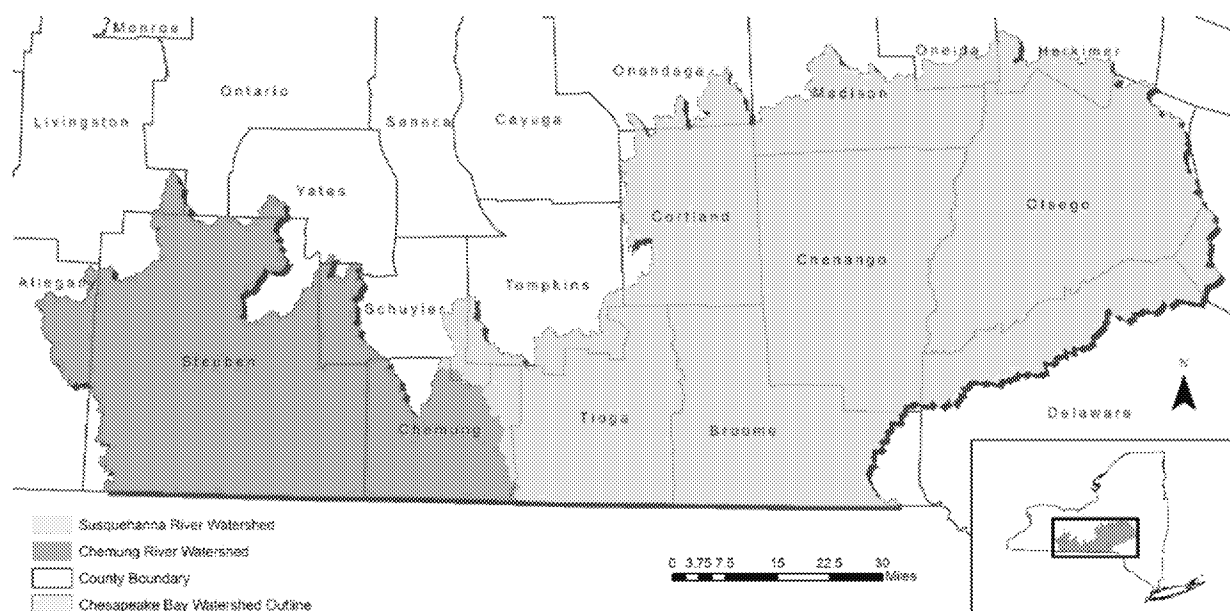 Monroe
Oneida
Herkimer
Onondaga
Madison
Ontario
Livingston
Seneca
Cayuga
Yates
Cortland
Otsego
Chenango
Allegany
Tompkins
Schuyler
Steuben
N
Delaware
Tioga
Chemung
Broome
Susquehanna River Watershed
Chemung River Watershed
County Boundary
Chesapeake Bay Watershed Outline
0 3.75 7.5 15 22.5 30
Miles